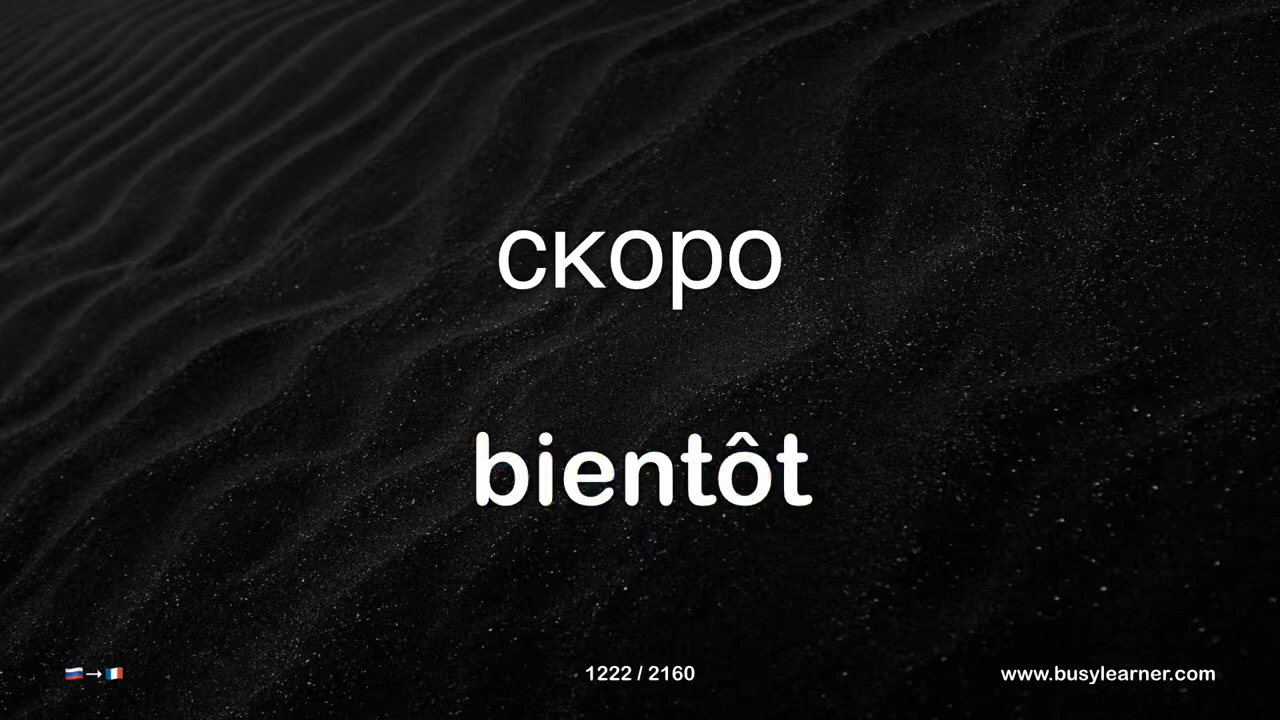 скоро
bientôt
🇷🇺→🇫🇷
1222 / 2160
www.busylearner.com